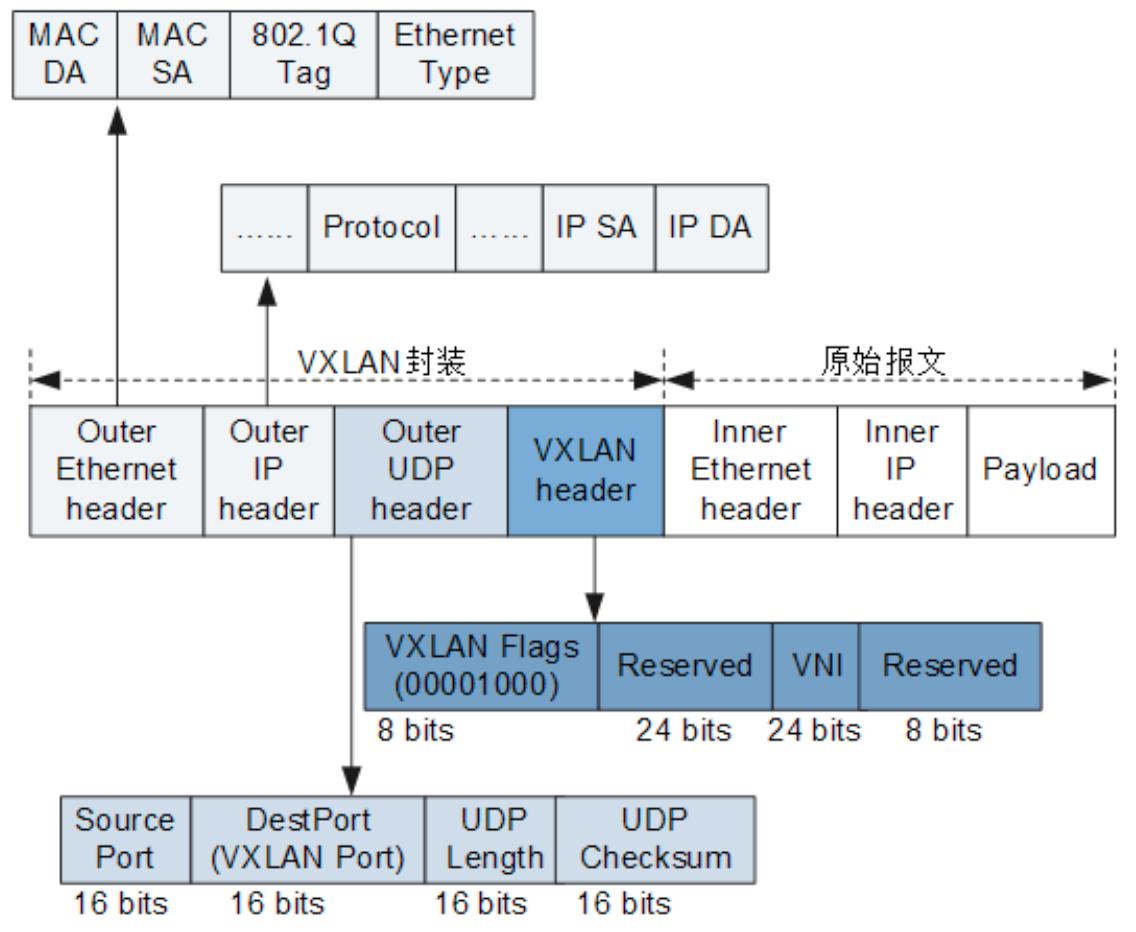 MAC DA
MAC SA
802.1Q Tag
Ethernet Type
......
Protocol
......
IP SA
IP DA
VXLAN封装
原始报文
Outer Ethernet header
Outer IP header
Outer UDP header
VXLAN header
Inner Ethernet header
Inner IP header
Payload
VXLAN Flags (00001000)
Reserved
VNI
Reserved
8 bits
24 bits
24 bits
8 bits
Source Port
DestPort (VXLAN Port)
UDP Length
UDP Checksum
16 bits
16 bits
16 bits
16 bits